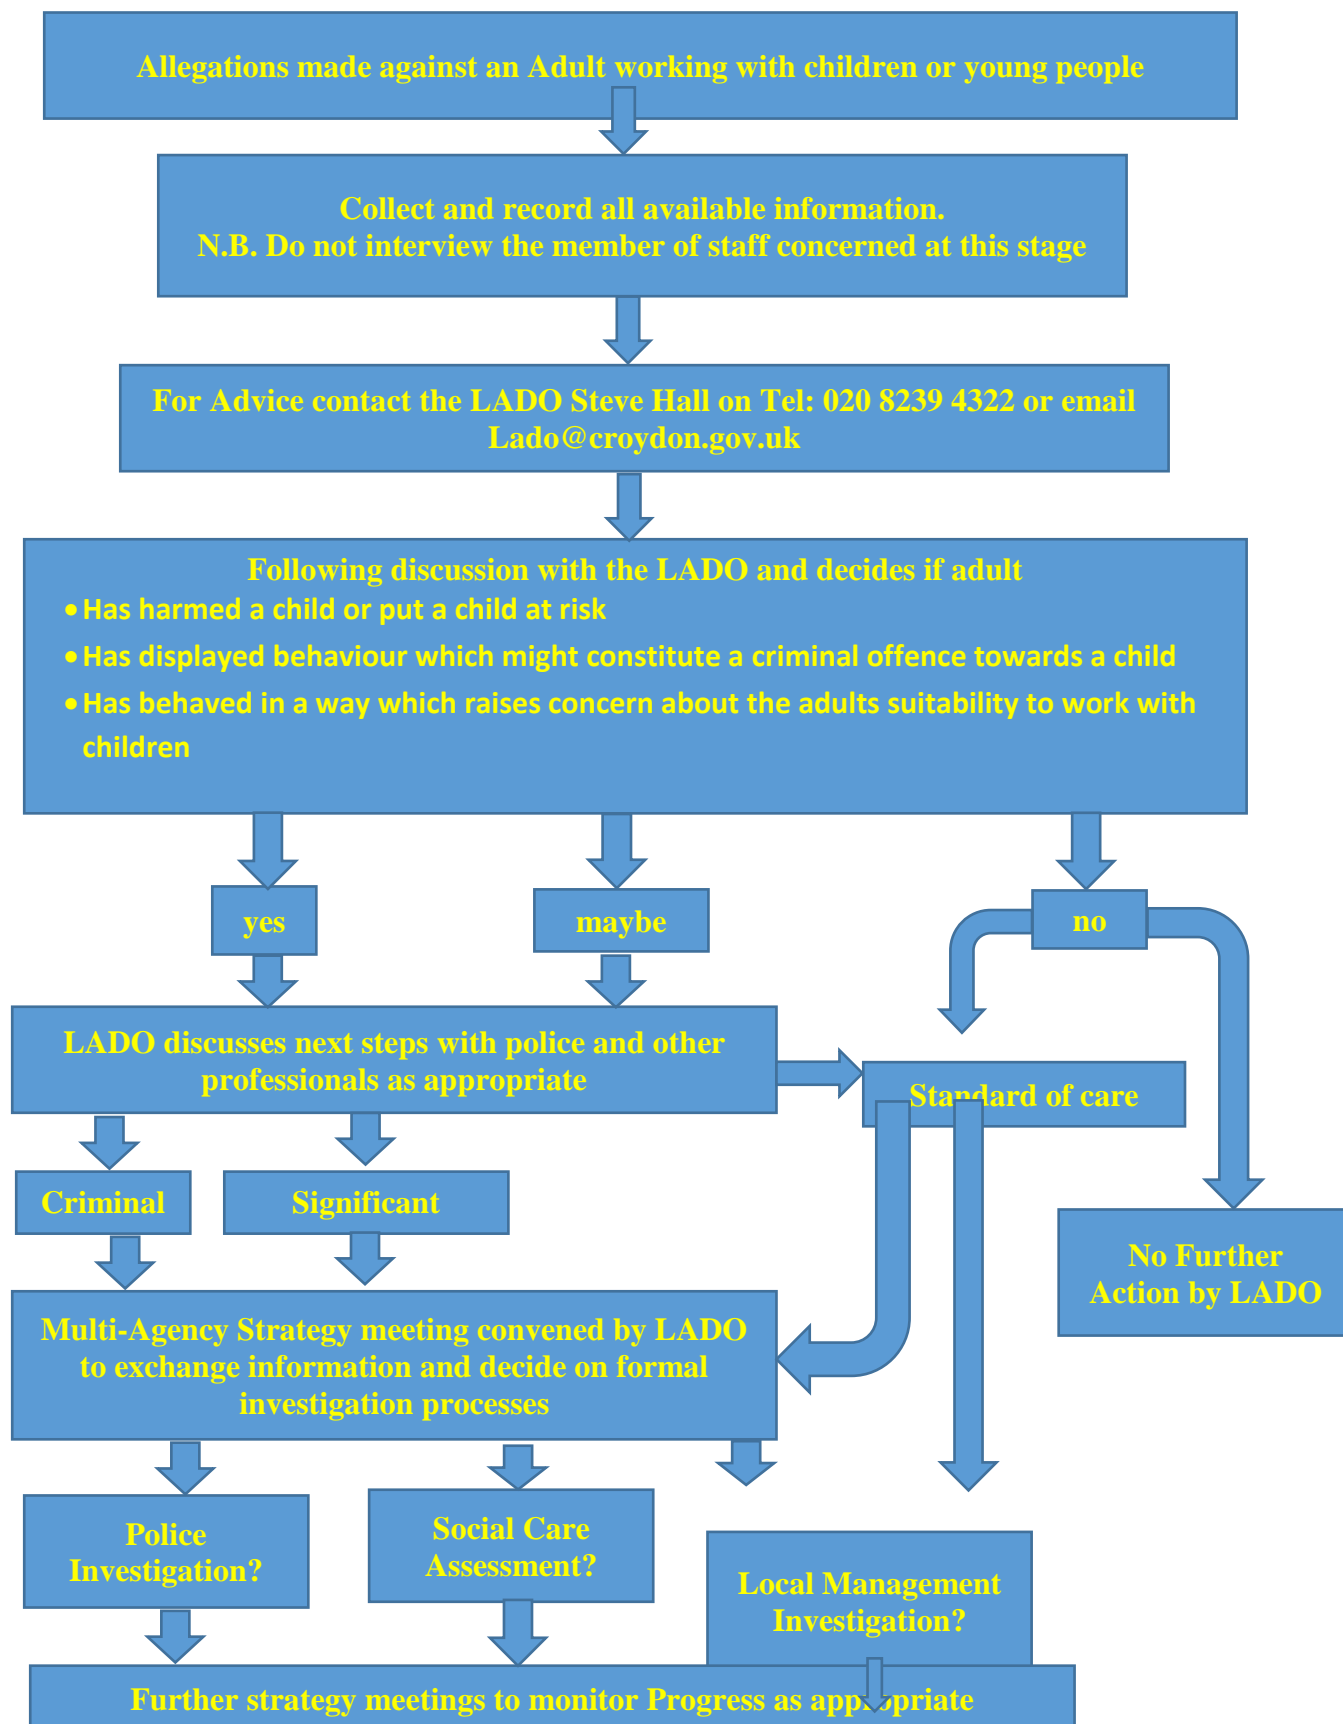 Allegations made against an Adult working with children or young people
Collect and record all available information.
N.B. Do not interview the member of staff concerned at this stage
For Advice contact the LADO Steve Hall on Tel: 020 8239 4322 or email
Lado@croydon.gov.uk
Following discussion with the LADO and decides if adult
• Has harmed a child or put a child at risk
• Has displayed behaviour which might constitute a criminal offence towards a child
• Has behaved in a way which raises concern about the adults suitability to work with
children
yes
maybe
no
LADO discusses next steps with police and other
professionals as appropriate
Standard of care
Criminal
Significant
No Further
Action by LADO
Multi-Agency Strategy meeting convened by LADO
to exchange information and decide on formal
investigation processes
Police
Investigation?
Social Care
Assessment?
Local Management
Investigation?
Further strategy meetings to monitor Progress as appropriate